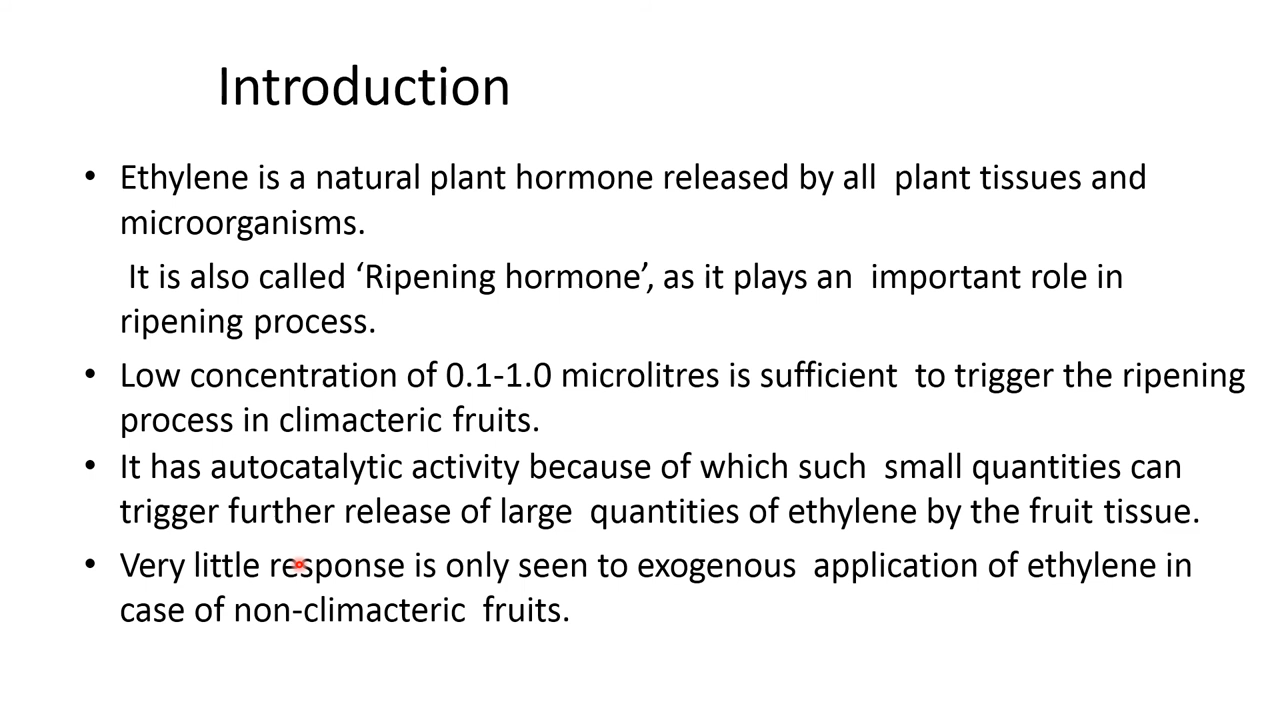 Introduction
• Ethylene is a natural plant hormone released by all plant tissues and
microorganisms.
It is also called ‘Ripening hormone’, as it plays an important role in
ripening process.
• Low concentration of 0.1-1.0 microlitres is sufficient to trigger the ripening
process in climacteric fruits.
• It has autocatalytic activity because of which such small quantities can
trigger further release of large quantities of ethylene by the fruit tissue.
• Very little response is only seen to exogenous application of ethylene in
case of non-climacteric fruits.